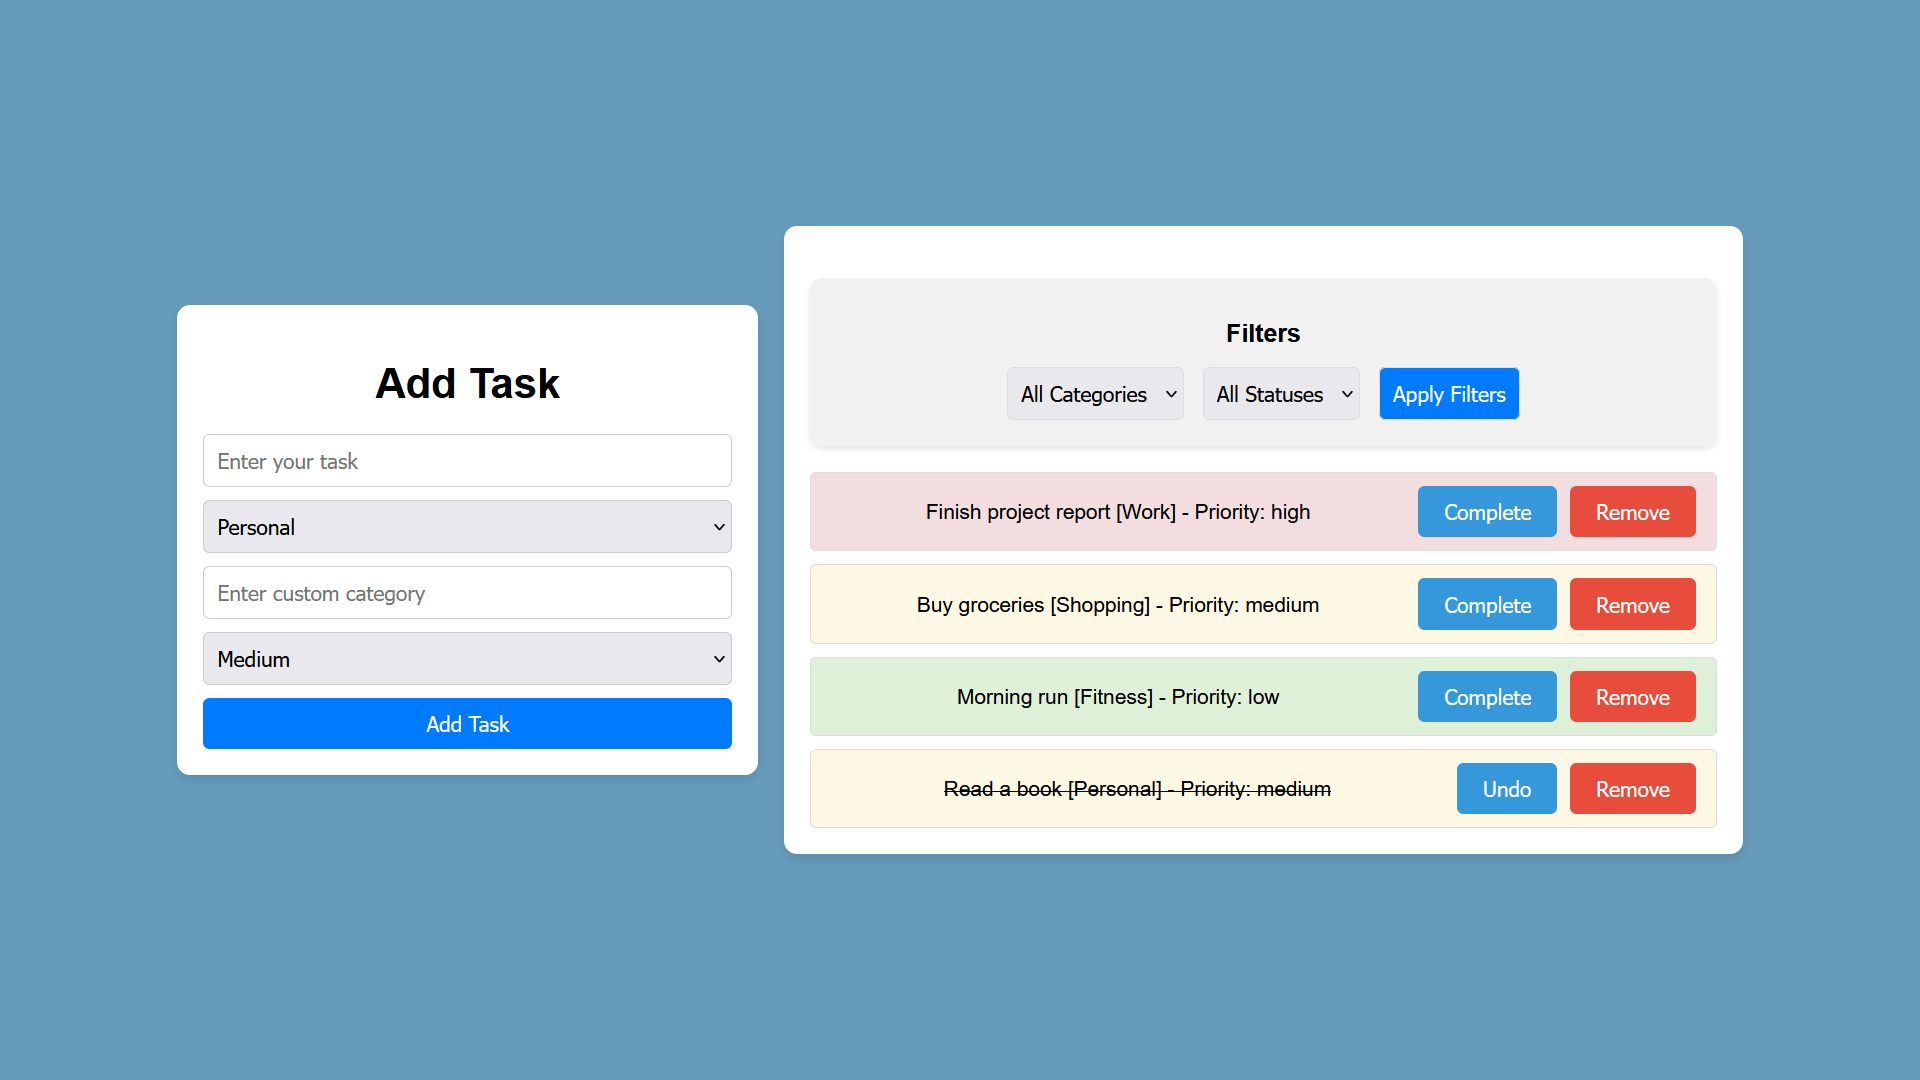 Add Task
Enter your task
Personal
Enter custom category
Medium
Add Task
Filters
All Categories All Statuses Apply Filters
Finish project report [Work] - Priority: high Complete Remove
Buy groceries [Shopping] - Priority: medium Complete Remove
Morning run [Fitness] - Priority: low Complete Remove
Read a book [Personal] - Priority: medium Undo Remove